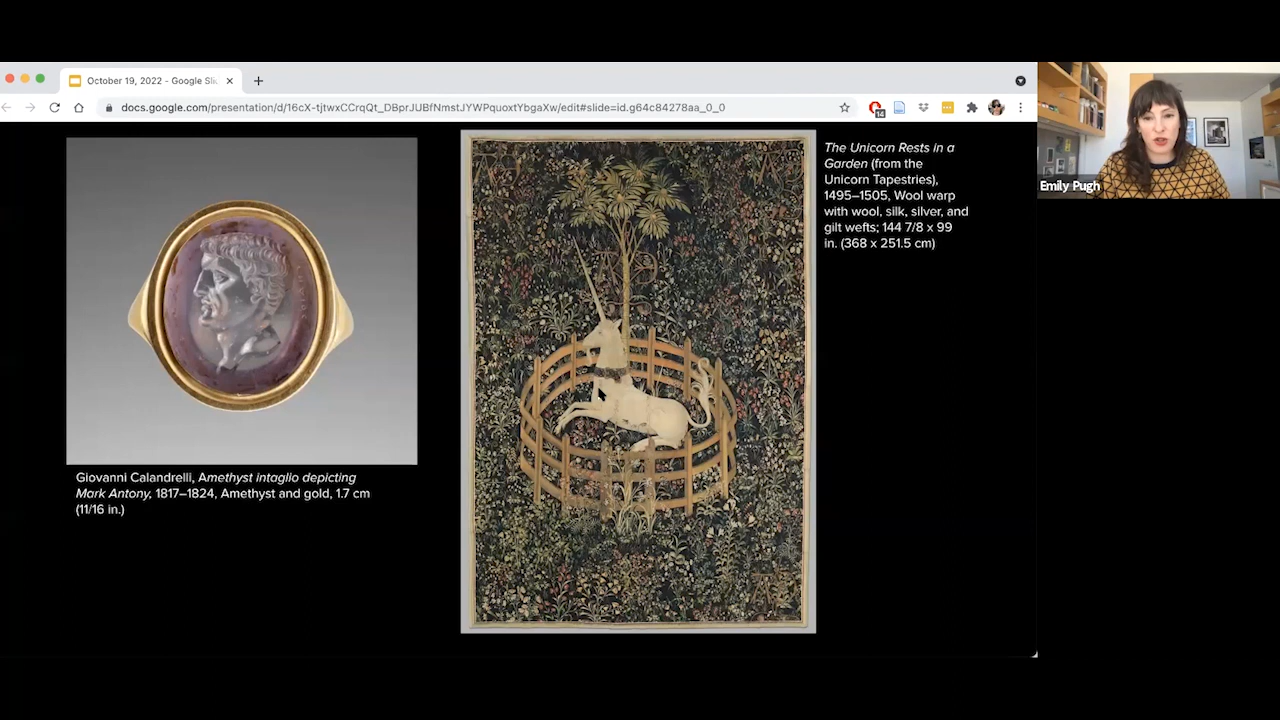 October 19, 2022 - Google Sli
docs.google.com/presentation/d/16cX-tjtwxCCrqQt_DBprJUBfNmstJYWPquoxtYbgaXw/edit#slide=id.g64c84278aa_0_0
14
Emily Pugh
The Unicorn Rests in a
Garden (from the
Unicorn Tapestries),
1495–1505, Wool warp
with wool, silk, silver, and
gilt wefts; 144 7/8 x 99
in. (368 x 251.5 cm)
Giovanni Calandrelli, Amethyst intaglio depicting
Mark Antony, 1817–1824, Amethyst and gold, 1.7 cm
(11/16 in.)